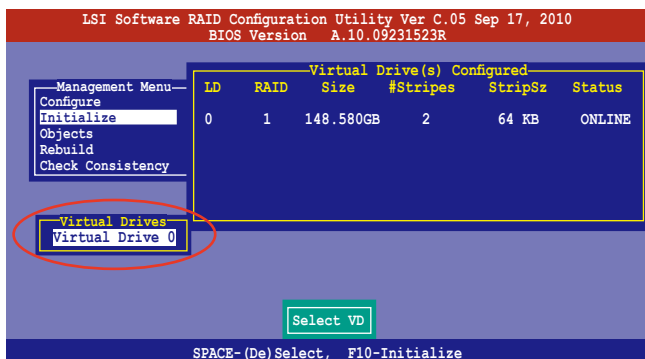 LSI Software RAID Configuration Utility Ver C.05 Sep 17, 2010
BIOS Version A.10.09231523R
Virtual Drive(s) Configured
LD RAID Size #Stripes StripSz Status
0 1 148.580GB 2 64 KB ONLINE
Management Menu
Configure
Initialize
Objects
Rebuild
Check Consistency
Virtual Drives
Virtual Drive 0
Select VD
SPACE-(De)Select, F10-Initialize